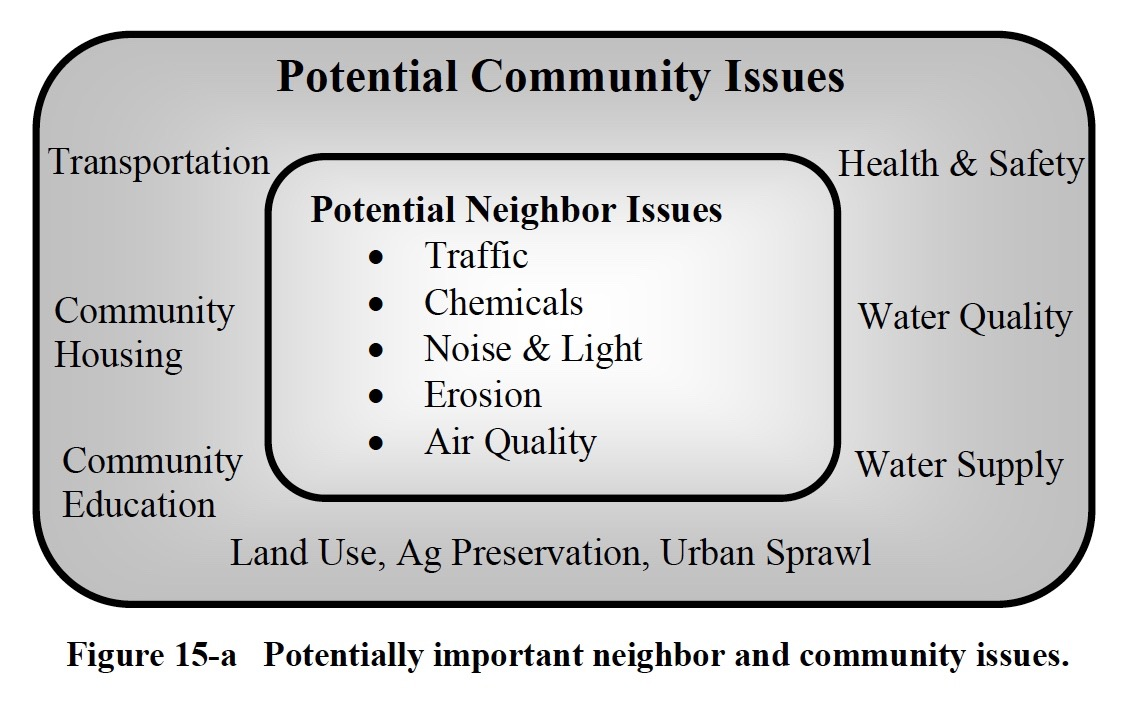 Potential Community Issues
Transportation
Health & Safety
Potential Neighbor Issues
• Traffic
• Chemicals
• Noise & Light
• Erosion
• Air Quality
Community
Housing
Water Quality
Community
Education
Water Supply
Land Use, Ag Preservation, Urban Sprawl
Figure 15-a Potentially important neighbor and community issues.